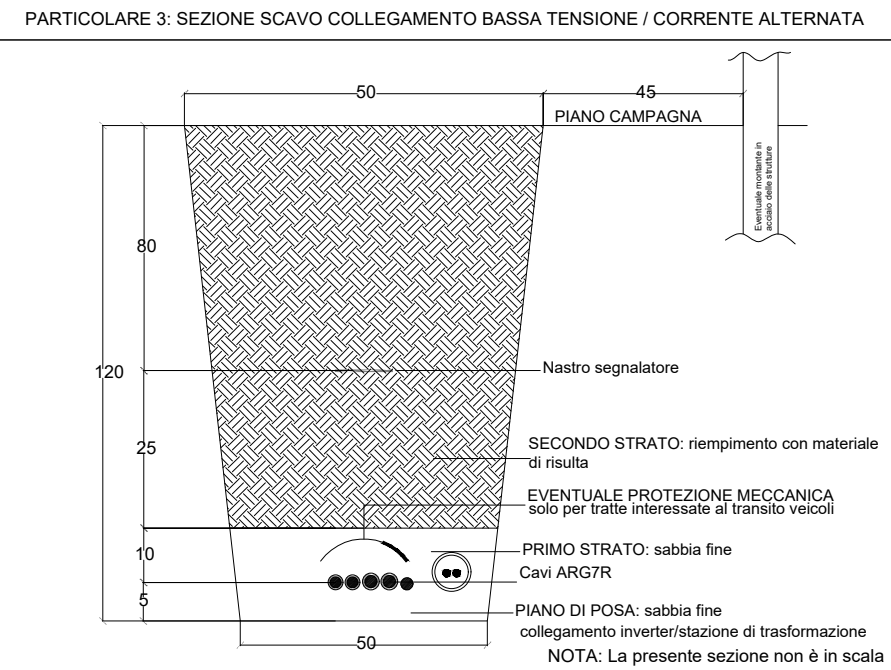 PARTICOLARE 3: SEZIONE SCAVO COLLEGAMENTO BASSA TENSIONE / CORRENTE ALTERNATA
50
45
PIANO CAMPAGNA
Eventuale montante in
acciaio delle strutture
80
120
Nastro segnalatore
25
SECONDO STRATO: riempimento con materiale
di risulta
EVENTUALE PROTEZIONE MECCANICA
solo per tratte interessate al transito veicoli
10
PRIMO STRATO: sabbia fine
Cavi ARG7R
5
PIANO DI POSA: sabbia fine
collegamento inverter/stazione di trasformazione
50
NOTA: La presente sezione non è in scala